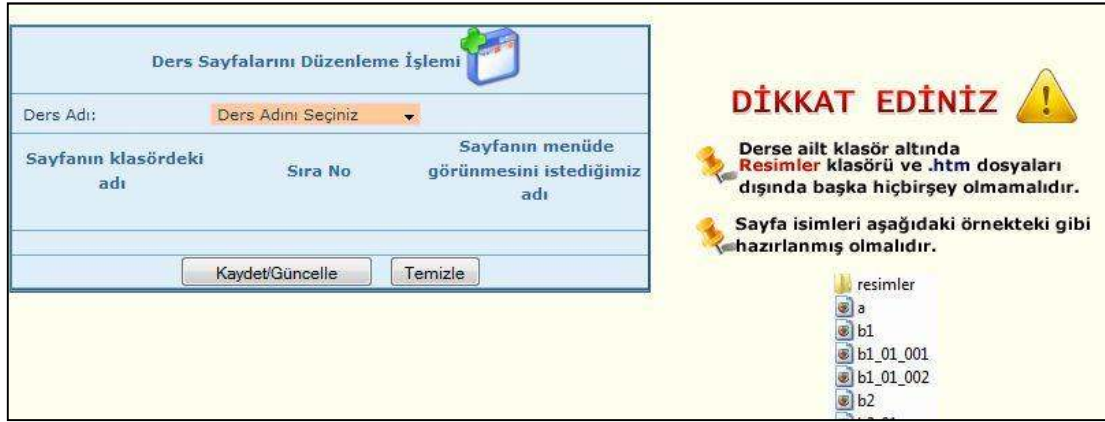 Ders Sayfalarını Düzenleme İşlemi
Ders Adı:
Ders Adını Seçiniz
Sayfanın klasördeki
adı
Sıra No
Sayfanın menüde
görünmesini istediğimiz
adı
Kaydet/Güncelle
Temizle
DİKKAT EDİNİZ
Derse ailt klasör altında
Resimler klasörü ve .htm dosyaları
dışında başka hiçbirşey olmamalıdır.
Sayfa isimleri aşağıdaki örnekteki gibi
hazırlanmış olmalıdır.
resimler
a
b1
b1_01_001
b1_01_002
b2